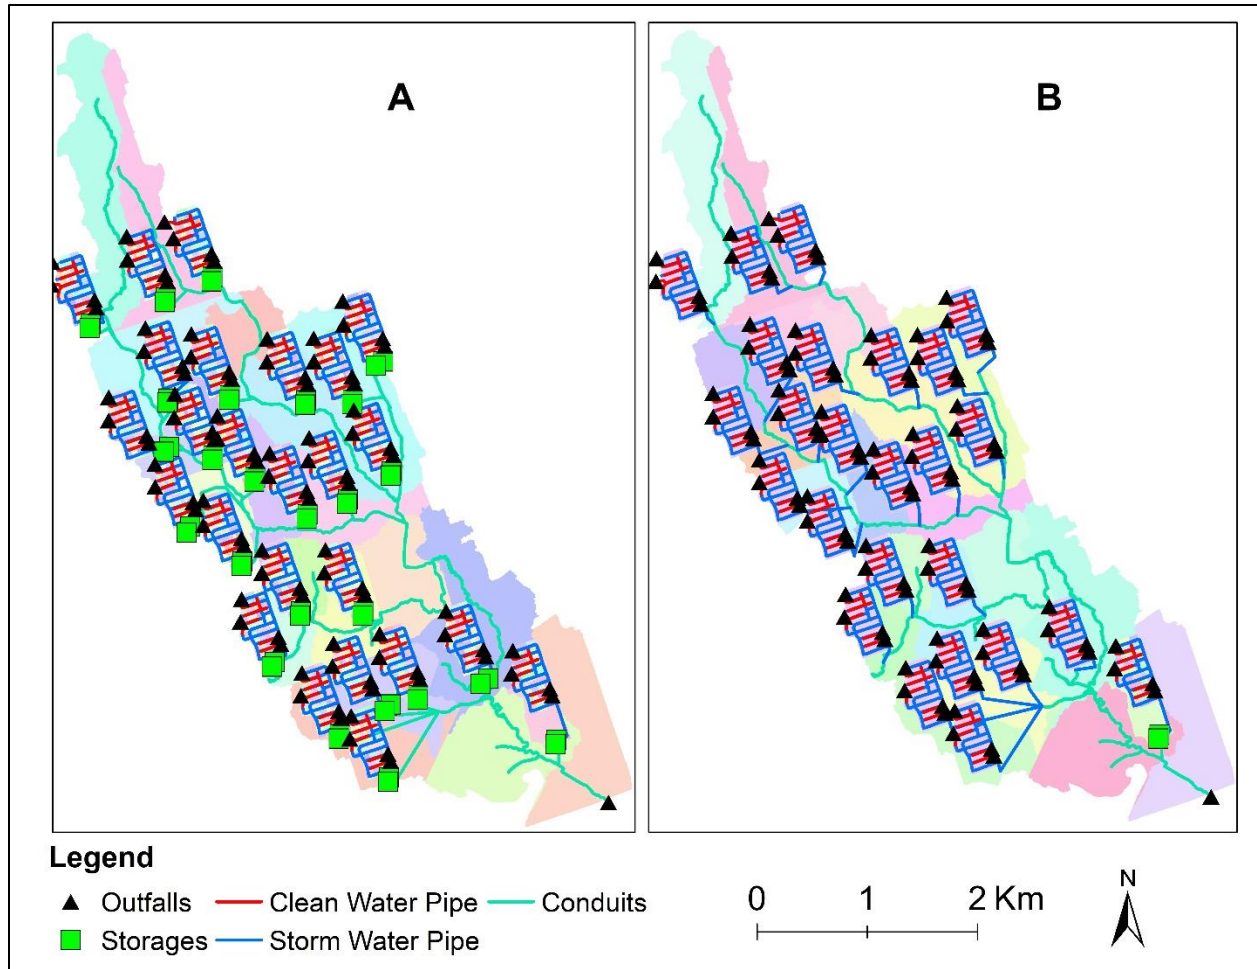 A
B
Legend
Outfalls Clean Water Pipe Conduits
Storages Storm Water Pipe
0 1 2 Km
N